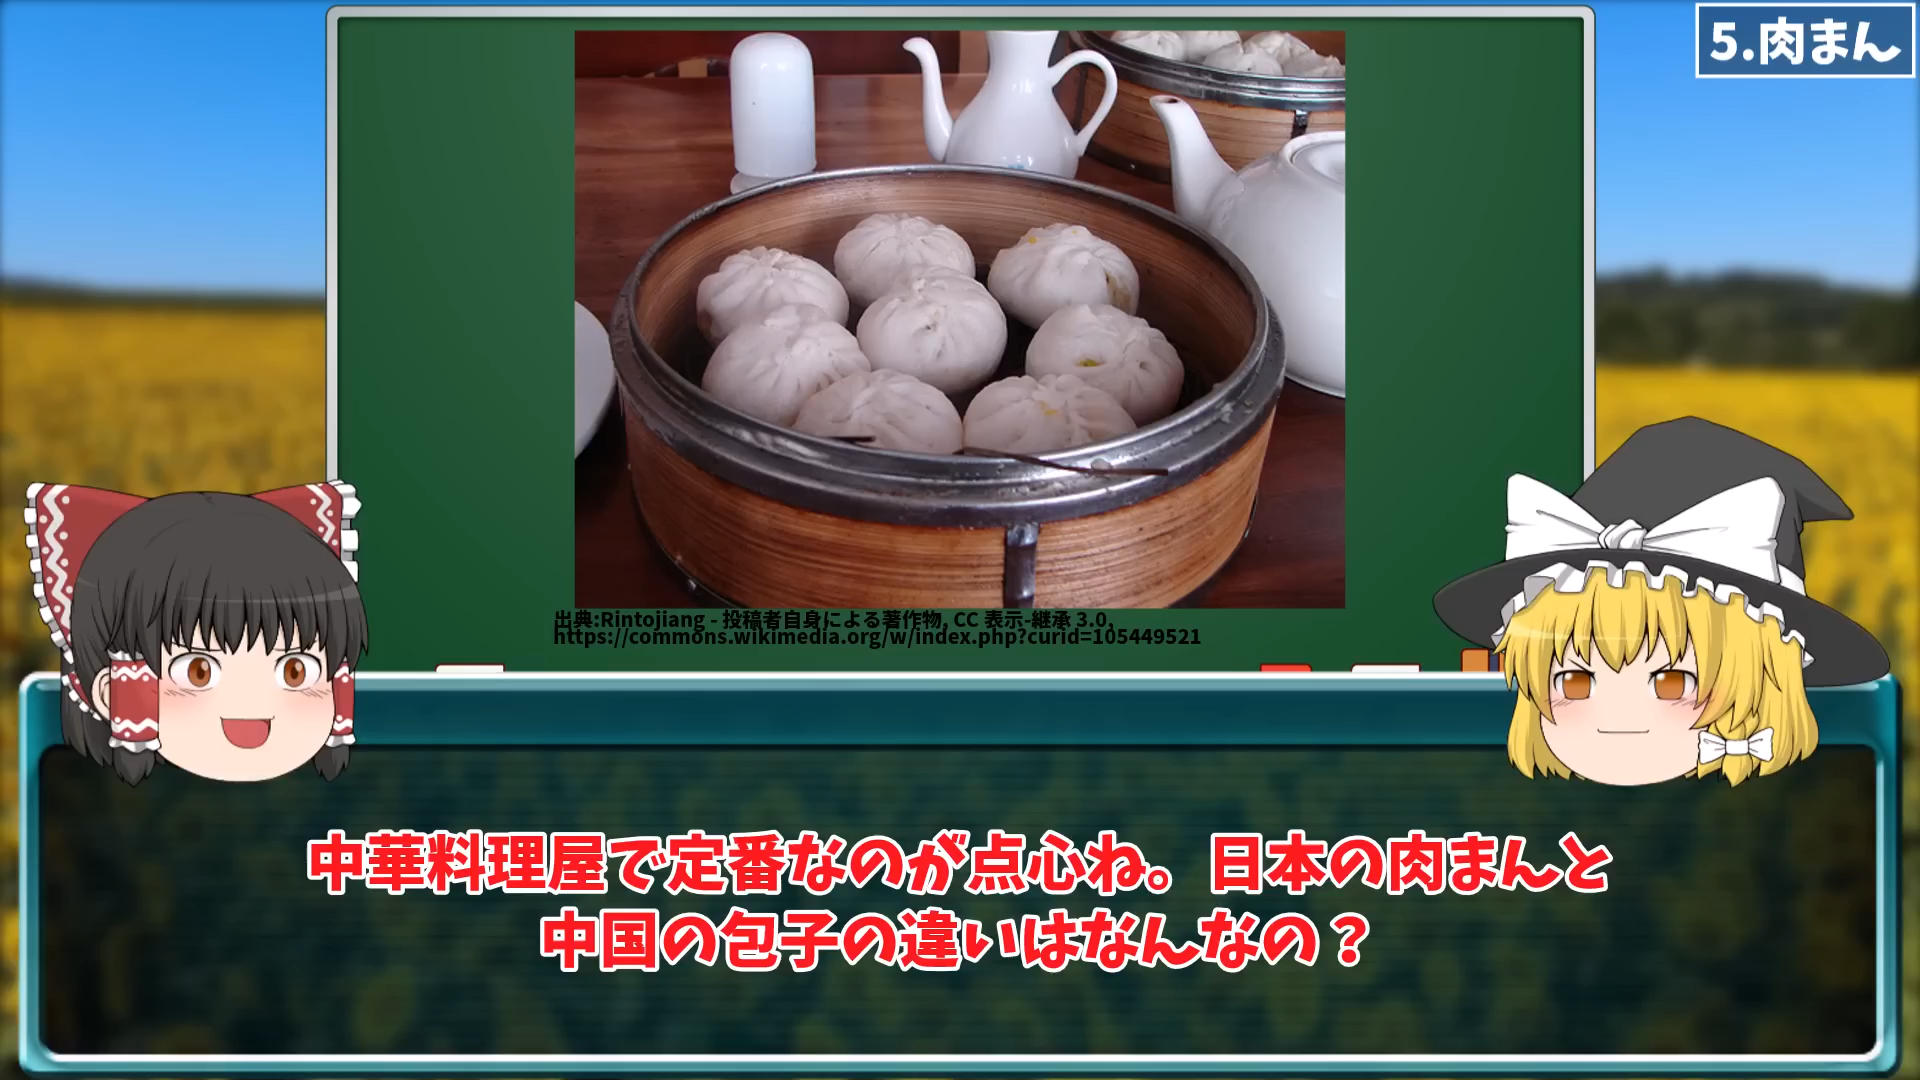 5.肉まん
出典:Rintojiang - 投稿者自身による著作物, CC 表示-継承 3.0,
https://commons.wikimedia.org/w/index.php?curid=105449521
中華料理屋で定番なのが点心ね。日本の肉まんと
中国の包子の違いはなんなの？